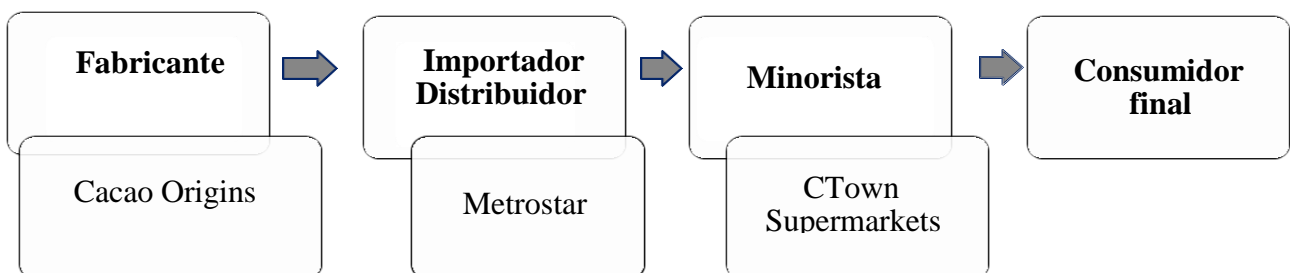 Fabricante
Cacao Origins
Importador
Distribuidor
Metrostar
Minorista
CTown
Supermarkets
Consumidor
final